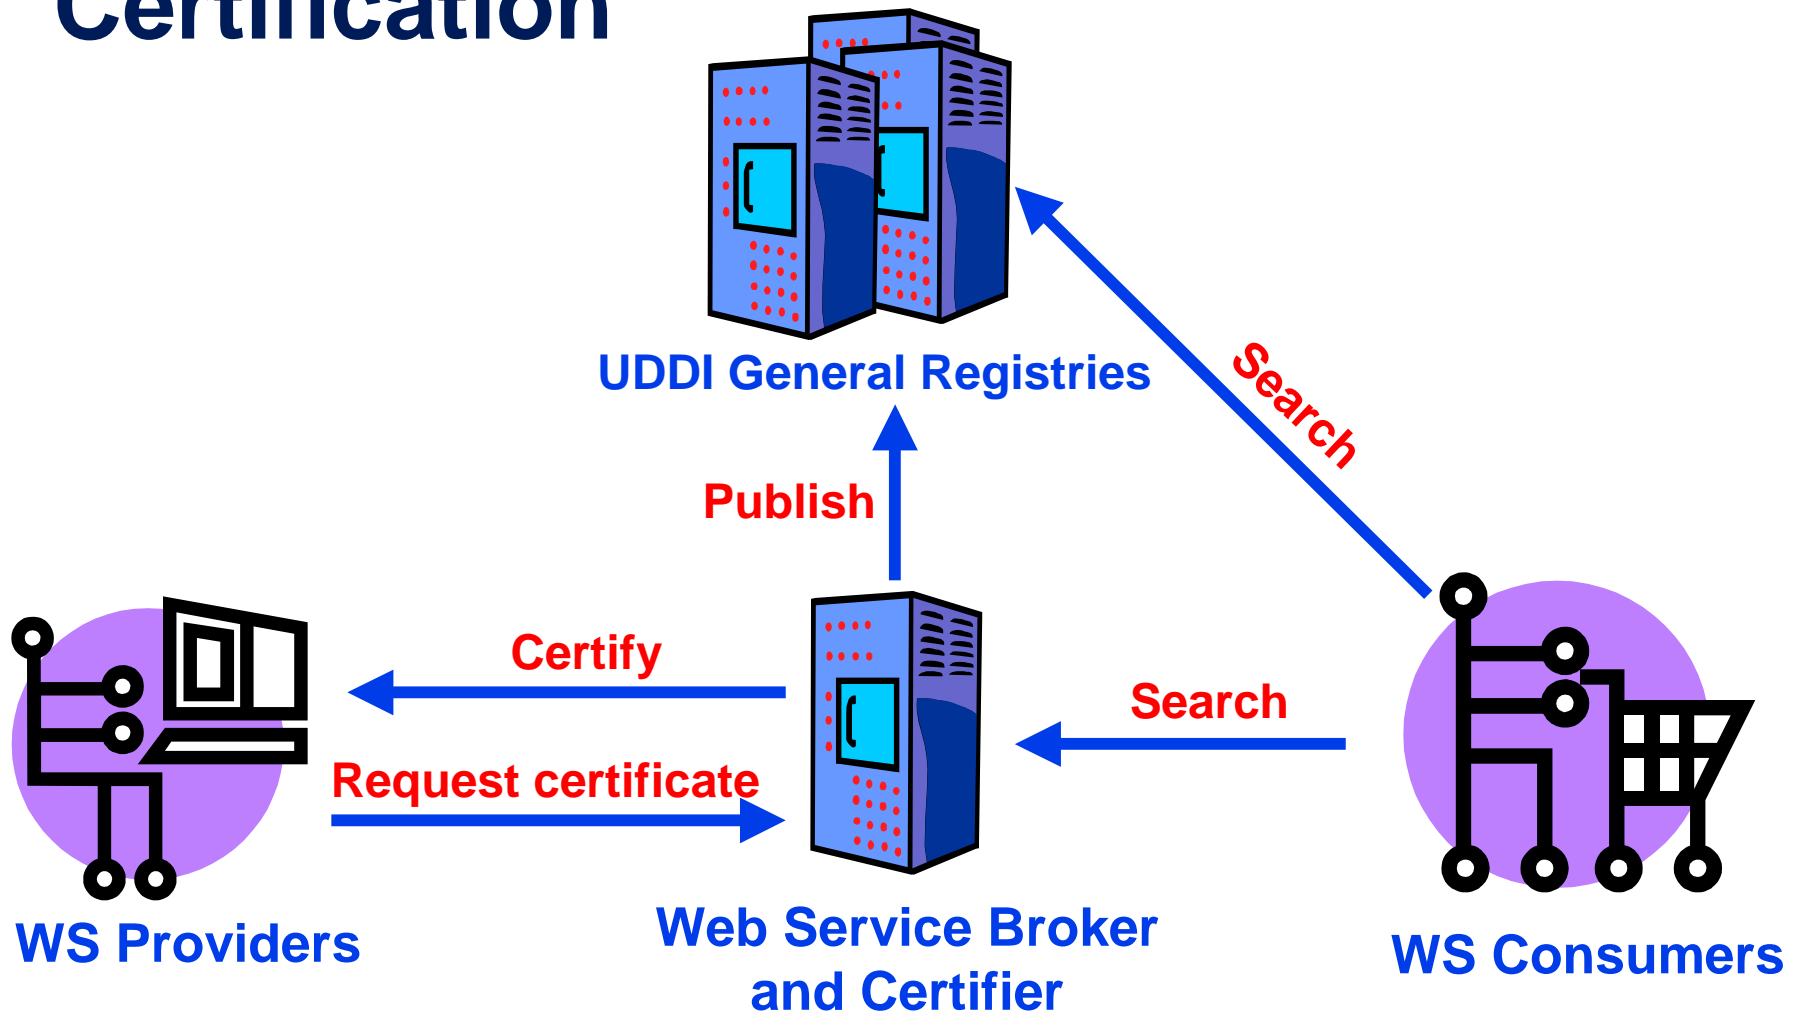 Certification
UDDI General Registries
Search
Publish
Certify
Search
Request certificate
WS Providers
Web Service Broker
and Certifier
WS Consumers